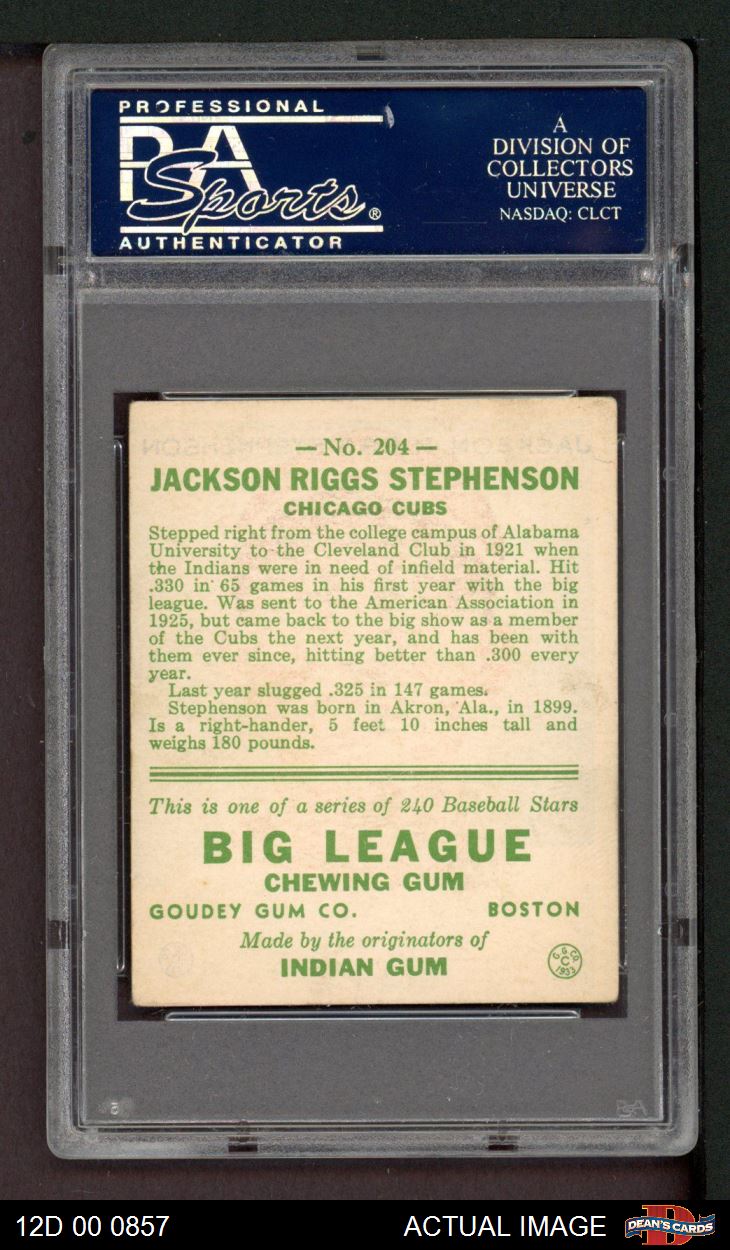 PROFESSIONAL
PSA
Sports®
AUTHENTICATOR
A
DIVISION OF
COLLECTORS
UNIVERSE
NASDAQ: CLCT
— No. 204 —
JACKSON RIGGS STEPHENSON
CHICAGO CUBS
Stepped right from the college campus of Alabama
University to the Cleveland Club in 1921 when
the Indians were in need of infield material. Hit
.330 in 65 games in his first year with the big
league. Was sent to the American Association in
1925, but came back to the big show as a member
of the Cubs the next year, and has been with
them ever since, hitting better than .300 every
year.
Last year slugged .325 in 147 games.
Stephenson was born in Akron, Ala., in 1899.
Is a right-hander, 5 feet 10 inches tall and
weighs 180 pounds.
This is one of a series of 240 Baseball Stars
BIG LEAGUE
CHEWING GUM
GOUDEY GUM CO. BOSTON
Made by the originators of
INDIAN GUM
G. G. CO.
C
1933
PSA
12D 00 0857 ACTUAL IMAGE DEAN'S CARDS